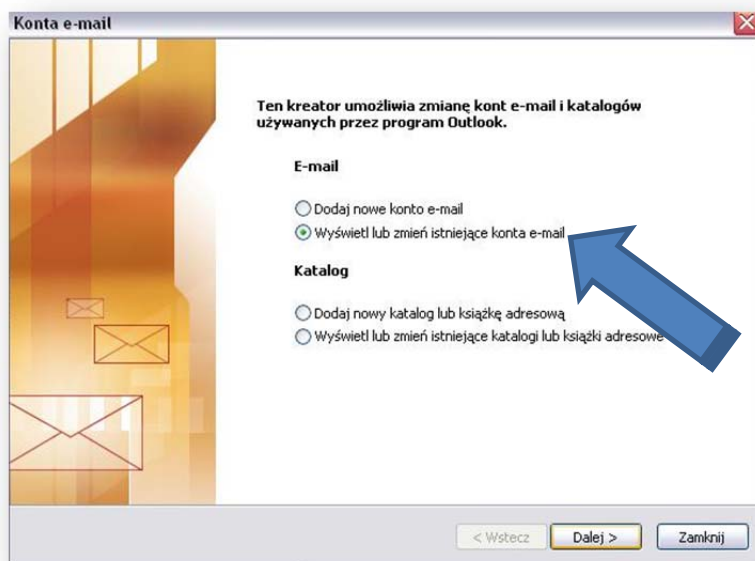 Konta e-mail
Ten kreator umożliwia zmianę kont e-mail i katalogów
używanych przez program Outlook.
E-mail
Dodaj nowe konto e-mail
Wyświetl lub zmień istniejące konta e-mail
Katalog
Dodaj nowy katalog lub książkę adresową
Wyświetl lub zmień istniejące katalogi lub książki adresowe
< Wstecz
Dalej >
Zamknij